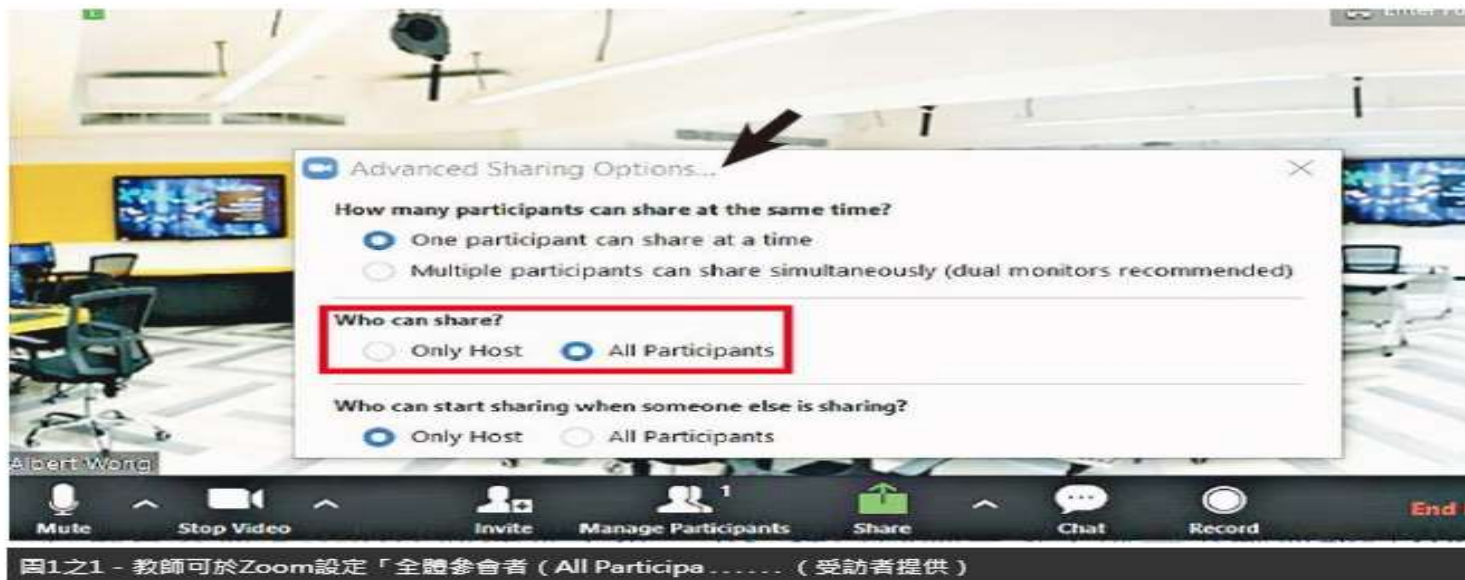 Advanced Sharing Options...
How many participants can share at the same time?
One participant can share at a time
Multiple participants can share simultaneously (dual monitors recommended)
Who can share?
Only Host All Participants
Who can start sharing when someone else is sharing?
Only Host All Participants
Albert Wong
1
Mute Stop Video Invite Manage Participants Share Chat Record End
圖1之1 - 教師可於Zoom設定「全體參會者(All Participa......(受訪者提供)